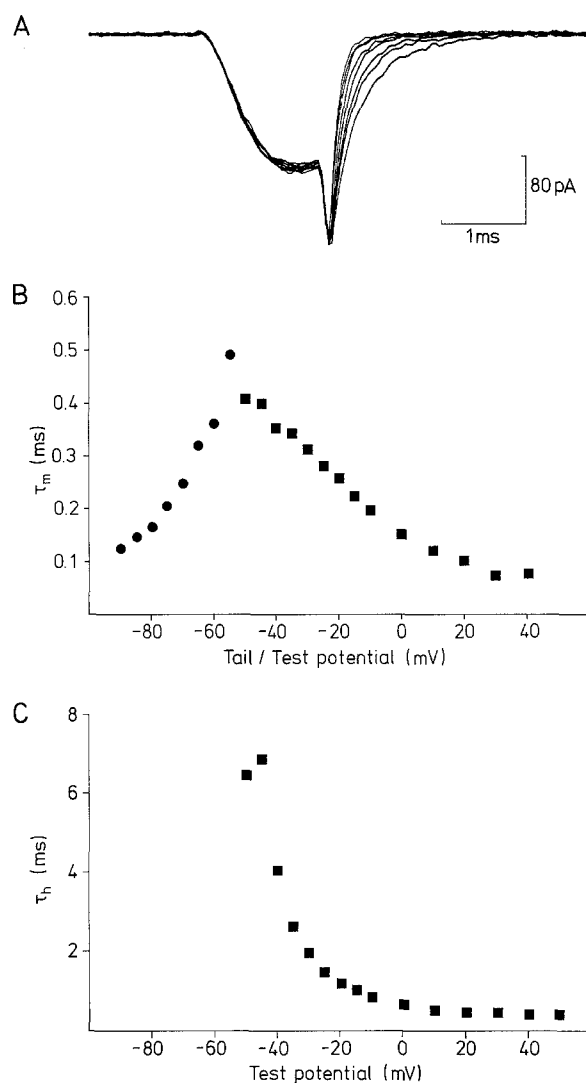 A
80 pA
1ms
B
0.6
0.5
0.4
0.3
0.2
0.1
τm (ms)
−80 −60 −40 −20 0 20 40
Tail / Test potential (mV)
C
8
6
4
2
τh (ms)
−80 −60 −40 −20 0 20 40
Test potential (mV)